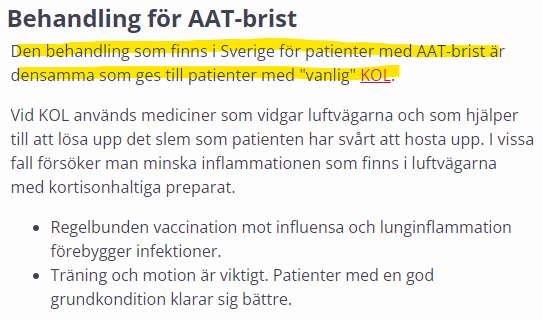 Behandling för AAT-brist
Den behandling som finns i Sverige för patienter med AAT-brist är
densamma som ges till patienter med "vanlig" KOL.
Vid KOL används mediciner som vidgar luftvägarna och som hjälper
till att lösa upp det slem som patienten har svårt att hosta upp. I vissa
fall försöker man minska inflammationen som finns i luftvägarna
med kortisonhaltiga preparat.
• Regelbunden vaccination mot influensa och lunginflammation
förebygger infektioner.
• Träning och motion är viktigt. Patienter med en god
grundkondition klarar sig bättre.